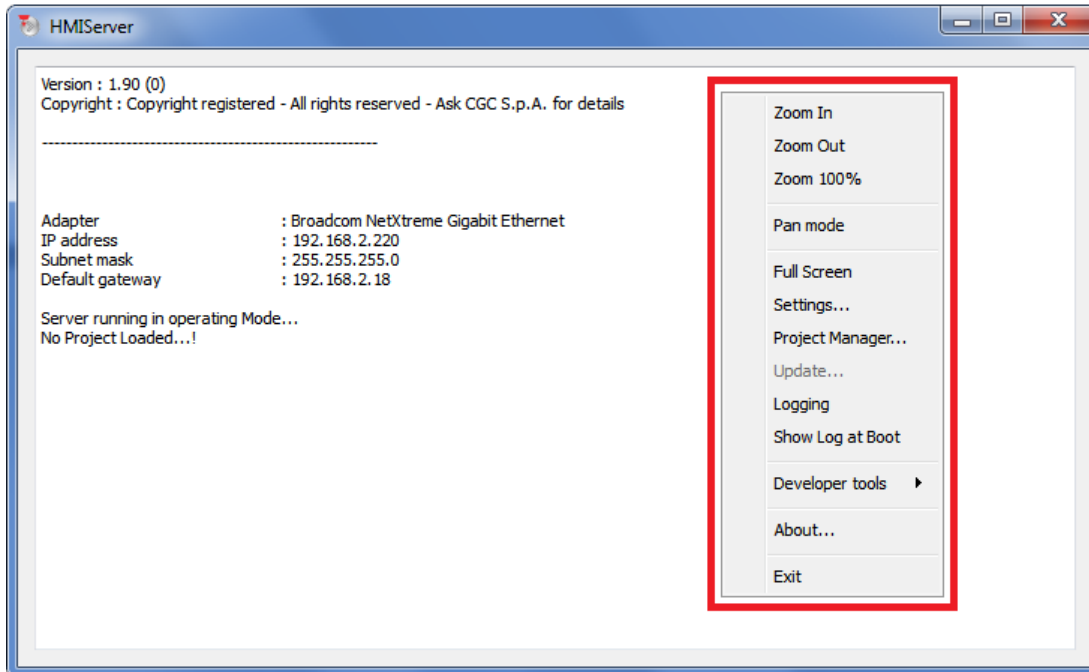 HMIServer
Version : 1.90 (0)
Copyright : Copyright registered - All rights reserved - Ask CGC S.p.A. for details
--------------------------------------------------------
Adapter : Broadcom NetXtreme Gigabit Ethernet
IP address : 192.168.2.220
Subnet mask : 255.255.255.0
Default gateway : 192.168.2.18
Server running in operating Mode...
No Project Loaded...!
Zoom In
Zoom Out
Zoom 100%
Pan mode
Full Screen
Settings...
Project Manager...
Update...
Logging
Show Log at Boot
Developer tools
About...
Exit